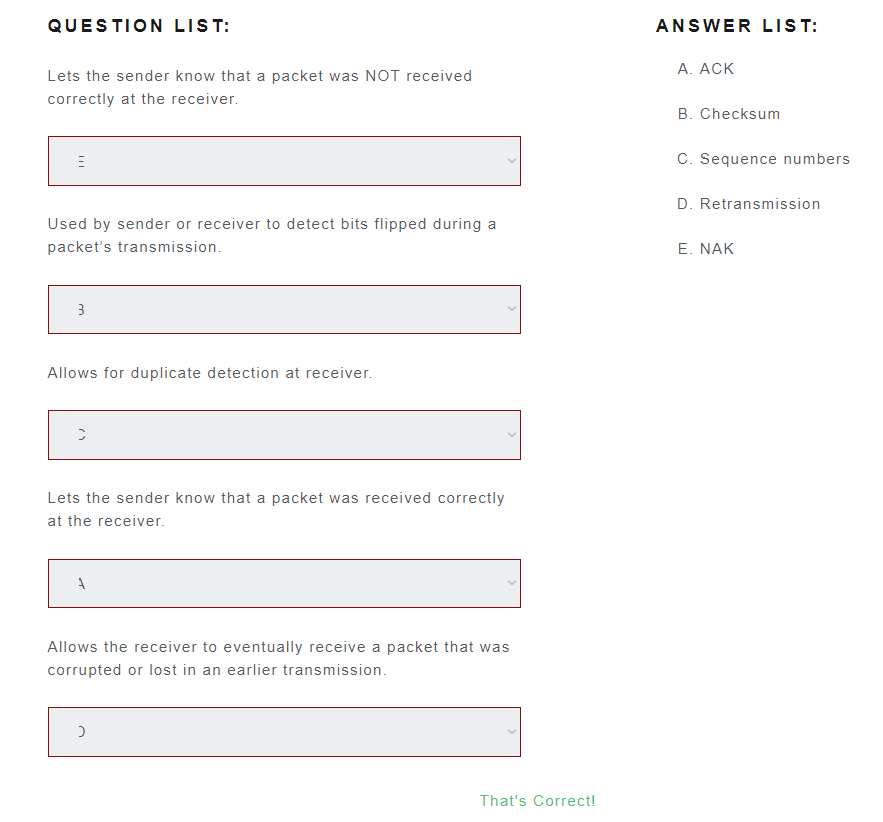 QUESTION LIST:
Lets the sender know that a packet was NOT received
correctly at the receiver.
E
Used by sender or receiver to detect bits flipped during a
packet’s transmission.
B
Allows for duplicate detection at receiver.
C
Lets the sender know that a packet was received correctly
at the receiver.
A
Allows the receiver to eventually receive a packet that was
corrupted or lost in an earlier transmission.
D
That's Correct!
ANSWER LIST:
A. ACK
B. Checksum
C. Sequence numbers
D. Retransmission
E. NAK